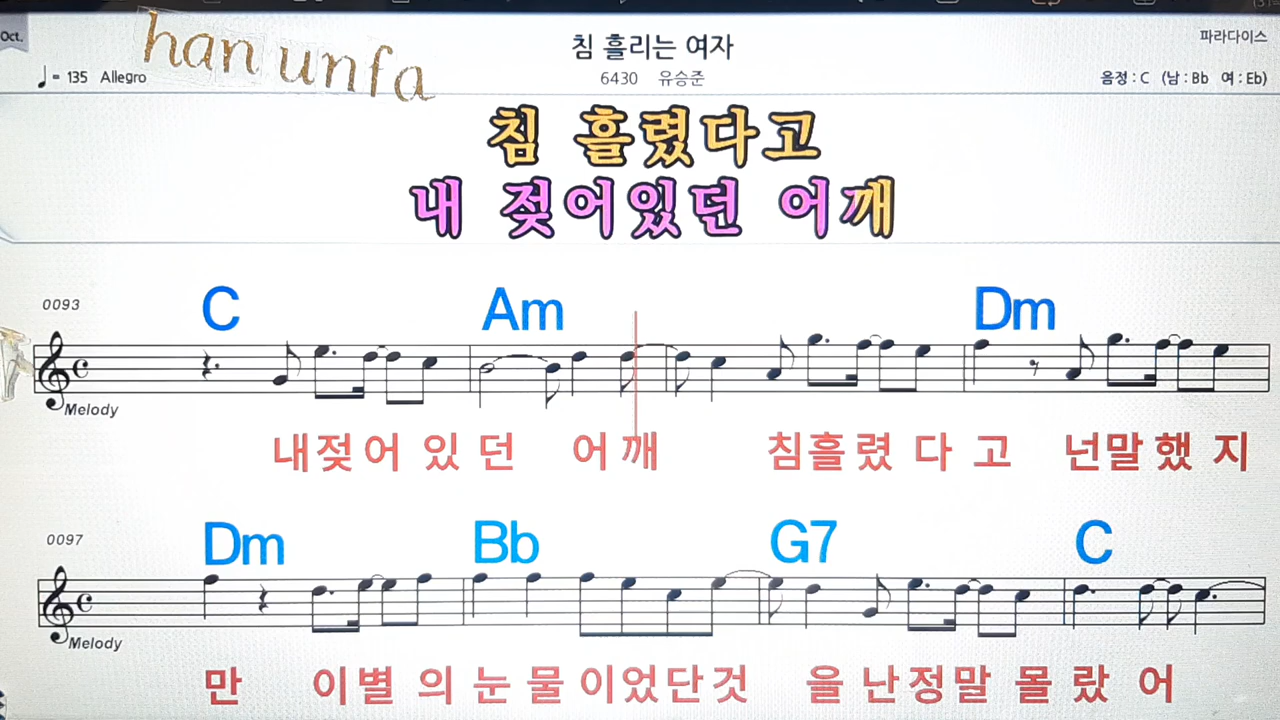 Oct.
han unfa
침 흘리는 여자
파라다이스
♩= 135 Allegro
6430 유승준
음정 : C (남 : Bb 여 : Eb)
침 흘렸다고
내 젖어있던 어깨
0093
C Am Dm
Melody
내젖어 있 던 어깨 침흘렸 다 고 넌말했 지
0097
Dm Bb G7 C
Melody
만 이별 의 눈 물 이었단것 을 난정말 몰 랐 어